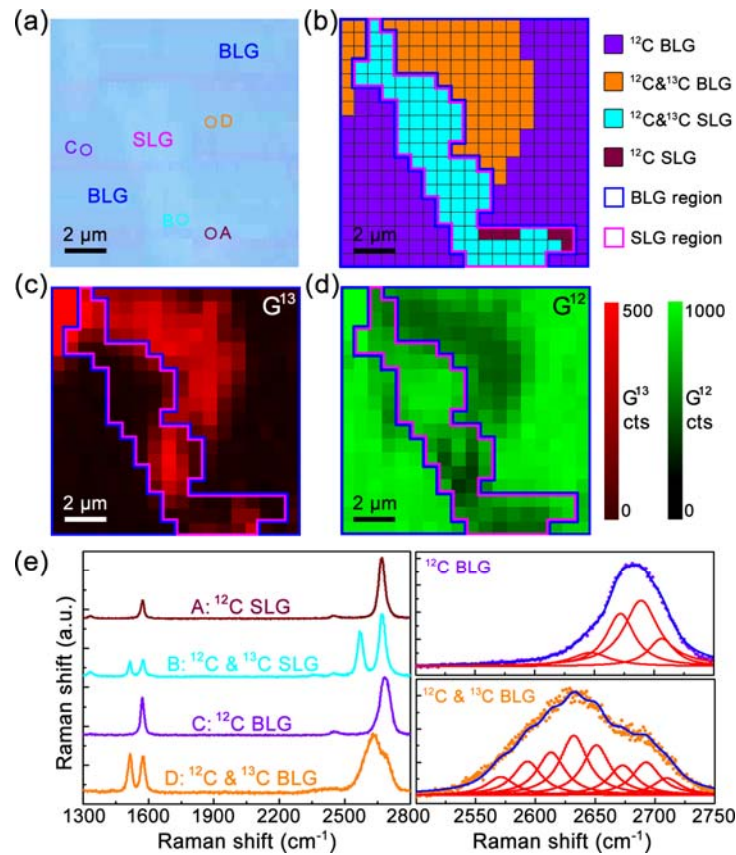 (a)
BLG
D
C
SLG
BLG
B
A
2 µm
(b)
2 µm
¹²C BLG
¹²C&¹³C BLG
¹²C&¹³C SLG
¹²C SLG
BLG region
SLG region
(c)
G¹³
2 µm
(d)
G¹²
2 µm
500
G¹³
cts
0
1000
G¹²
cts
0
(e)
Raman shift (a.u.)
A: ¹²C SLG
B: ¹²C & ¹³C SLG
C: ¹²C BLG
D: ¹²C & ¹³C BLG
1300 1600 1900 2200 2500 280
Raman shift (cm⁻¹)
¹²C BLG
¹²C & ¹³C BLG
500 2550 2600 2650 2700 2750
Raman shift (cm⁻¹)